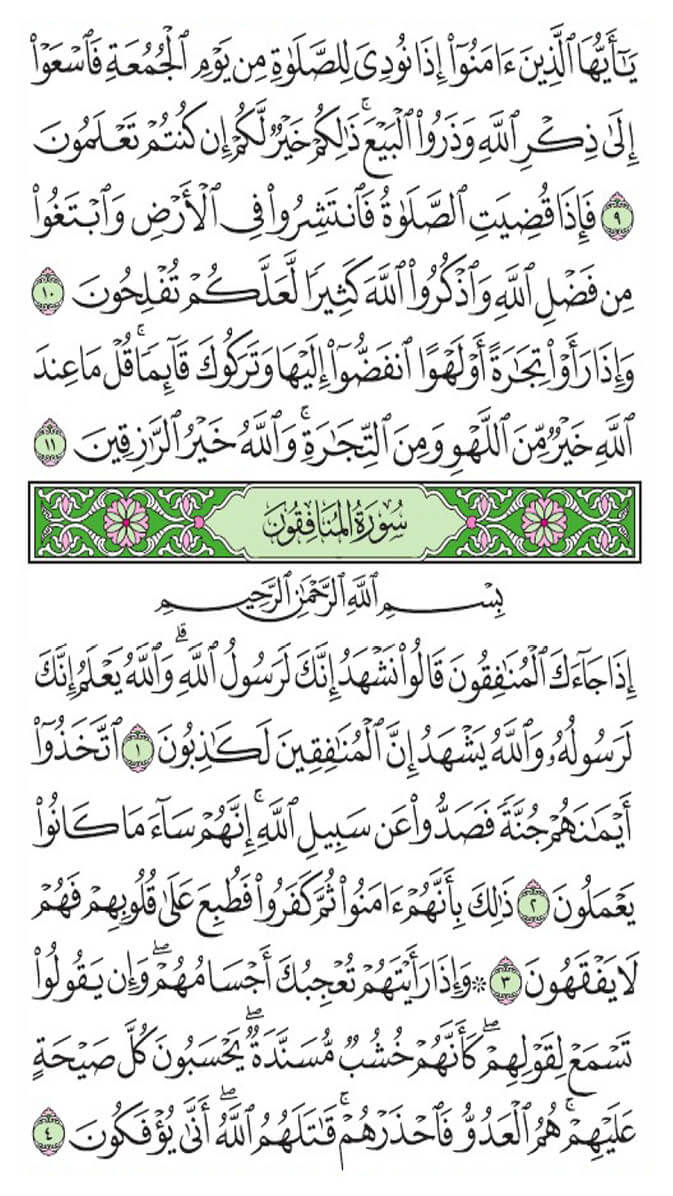 يَٰٓأَيُّهَا ٱلَّذِينَ ءَامَنُوٓا۟ إِذَا نُودِىَ لِلصَّلَوٰةِ مِن يَوْمِ ٱلْجُمُعَةِ فَٱسْعَوْا۟
إِلَىٰ ذِكْرِ ٱللَّهِ وَذَرُوا۟ ٱلْبَيْعَ ۚ ذَٰلِكُمْ خَيْرٌ لَّكُمْ إِن كُنتُمْ تَعْلَمُونَ
٩ فَإِذَا قُضِيَتِ ٱلصَّلَوٰةُ فَٱنتَشِرُوا۟ فِى ٱلْأَرْضِ وَٱبْتَغُوا۟
مِن فَضْلِ ٱللَّهِ وَٱذْكُرُوا۟ ٱللَّهَ كَثِيرًا لَّعَلَّكُمْ تُفْلِحُونَ ١٠
وَإِذَا رَأَوْا۟ تِجَٰرَةً أَوْ لَهْوًا ٱنفَضُّوٓا۟ إِلَيْهَا وَتَرَكُوكَ قَآئِمًا ۚ قُلْ مَا عِندَ
ٱللَّهِ خَيْرٌ مِّنَ ٱللَّهْوِ وَمِنَ ٱلتِّجَٰرَةِ ۚ وَٱللَّهُ خَيْرُ ٱلرَّٰزِقِينَ ١١
سُورَةُ المُنَافِقُونَ
بِسْمِ ٱللَّهِ ٱلرَّحْمَٰنِ ٱلرَّحِيمِ
إِذَا جَآءَكَ ٱلْمُنَٰفِقُونَ قَالُوا۟ نَشْهَدُ إِنَّكَ لَرَسُولُ ٱللَّهِ ۗ وَٱللَّهُ يَعْلَمُ إِنَّكَ
لَرَسُولُهُۥ وَٱللَّهُ يَشْهَدُ إِنَّ ٱلْمُنَٰفِقِينَ لَكَٰذِبُونَ ١ ٱتَّخَذُوٓا۟
أَيْمَٰنَهُمْ جُنَّةً فَصَدُّوا۟ عَن سَبِيلِ ٱللَّهِ ۚ إِنَّهُمْ سَآءَ مَا كَانُوا۟
يَعْمَلُونَ ٢ ذَٰلِكَ بِأَنَّهُمْ ءَامَنُوا۟ ثُمَّ كَفَرُوا۟ فَطُبِعَ عَلَىٰ قُلُوبِهِمْ فَهُمْ
لَا يَفْقَهُونَ ٣ ۞ وَإِذَا رَأَيْتَهُمْ تُعْجِبُكَ أَجْسَامُهُمْ ۖ وَإِن يَقُولُوا۟
تَسْمَعْ لِقَوْلِهِمْ ۖ كَأَنَّهُمْ خُشُبٌ مُّسَنَّدَةٌ ۖ يَحْسَبُونَ كُلَّ صَيْحَةٍ
عَلَيْهِمْ ۚ هُمُ ٱلْعَدُوُّ فَٱحْذَرْهُمْ ۚ قَٰتَلَهُمُ ٱللَّهُ ۖ أَنَّىٰ يُؤْفَكُونَ ٤